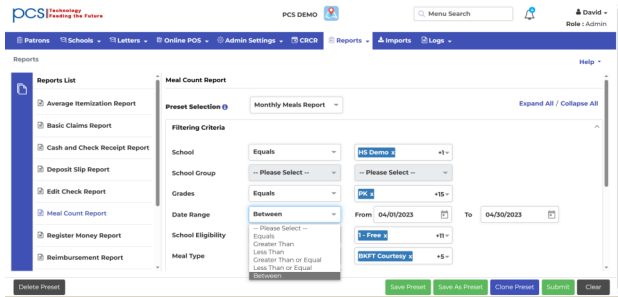 PCSI Technology
Feeding the Future
PCS DEMO
Menu Search
David
Role : Admin
Patrons Schools Letters Online POS Admin Settings CRCR Reports Imports Logs
Reports
Help
Reports List
Meal Count Report
Average Itemization Report
Preset Selection
Monthly Meals Report
Expand All / Collapse All
Basic Claims Report
Filtering Criteria
Cash and Check Receipt Report
School
Equals
HS Demo x
+1
Deposit Slip Report
School Group
-- Please Select --
-- Please Select --
Edit Check Report
Grades
Equals
PK x
+15
Meal Count Report
Date Range
Between
From 04/01/2023
To 04/30/2023
-- Please Select --
Register Money Report
School Eligibility
Equals
1 - Free x
+11
Greater Than
Less Than
Reimbursement Report
Meal Type
Greater Than or Equal
BKFT Courtesy x
+5
Less Than or Equal
Between
Delete Preset
Save Preset
Save As Preset
Clone Preset
Submit
Clear